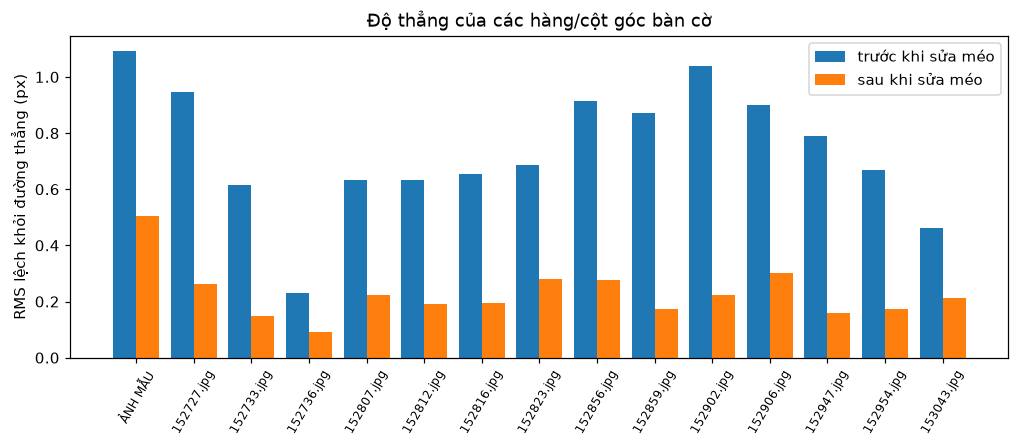 Độ thẳng của các hàng/cột góc bàn cờ
trước khi sửa méo
sau khi sửa méo
RMS lệch khỏi đường thẳng (px)
1.0
0.8
0.6
0.4
0.2
0.0
ẢNH MẪU
152727.jpg
152733.jpg
152736.jpg
152807.jpg
152812.jpg
152816.jpg
152823.jpg
152856.jpg
152859.jpg
152902.jpg
152906.jpg
152947.jpg
152954.jpg
153043.jpg